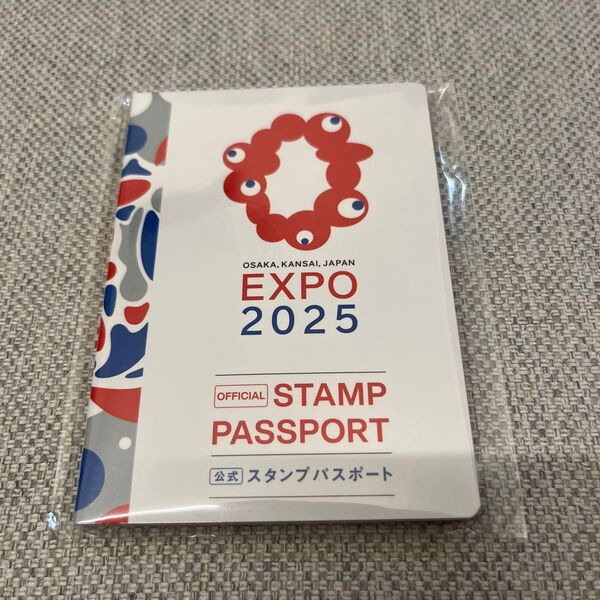 OSAKA, KANSAI, JAPAN
EXPO
2025
OFFICIAL STAMP
PASSPORT
公式 スタンプパスポート